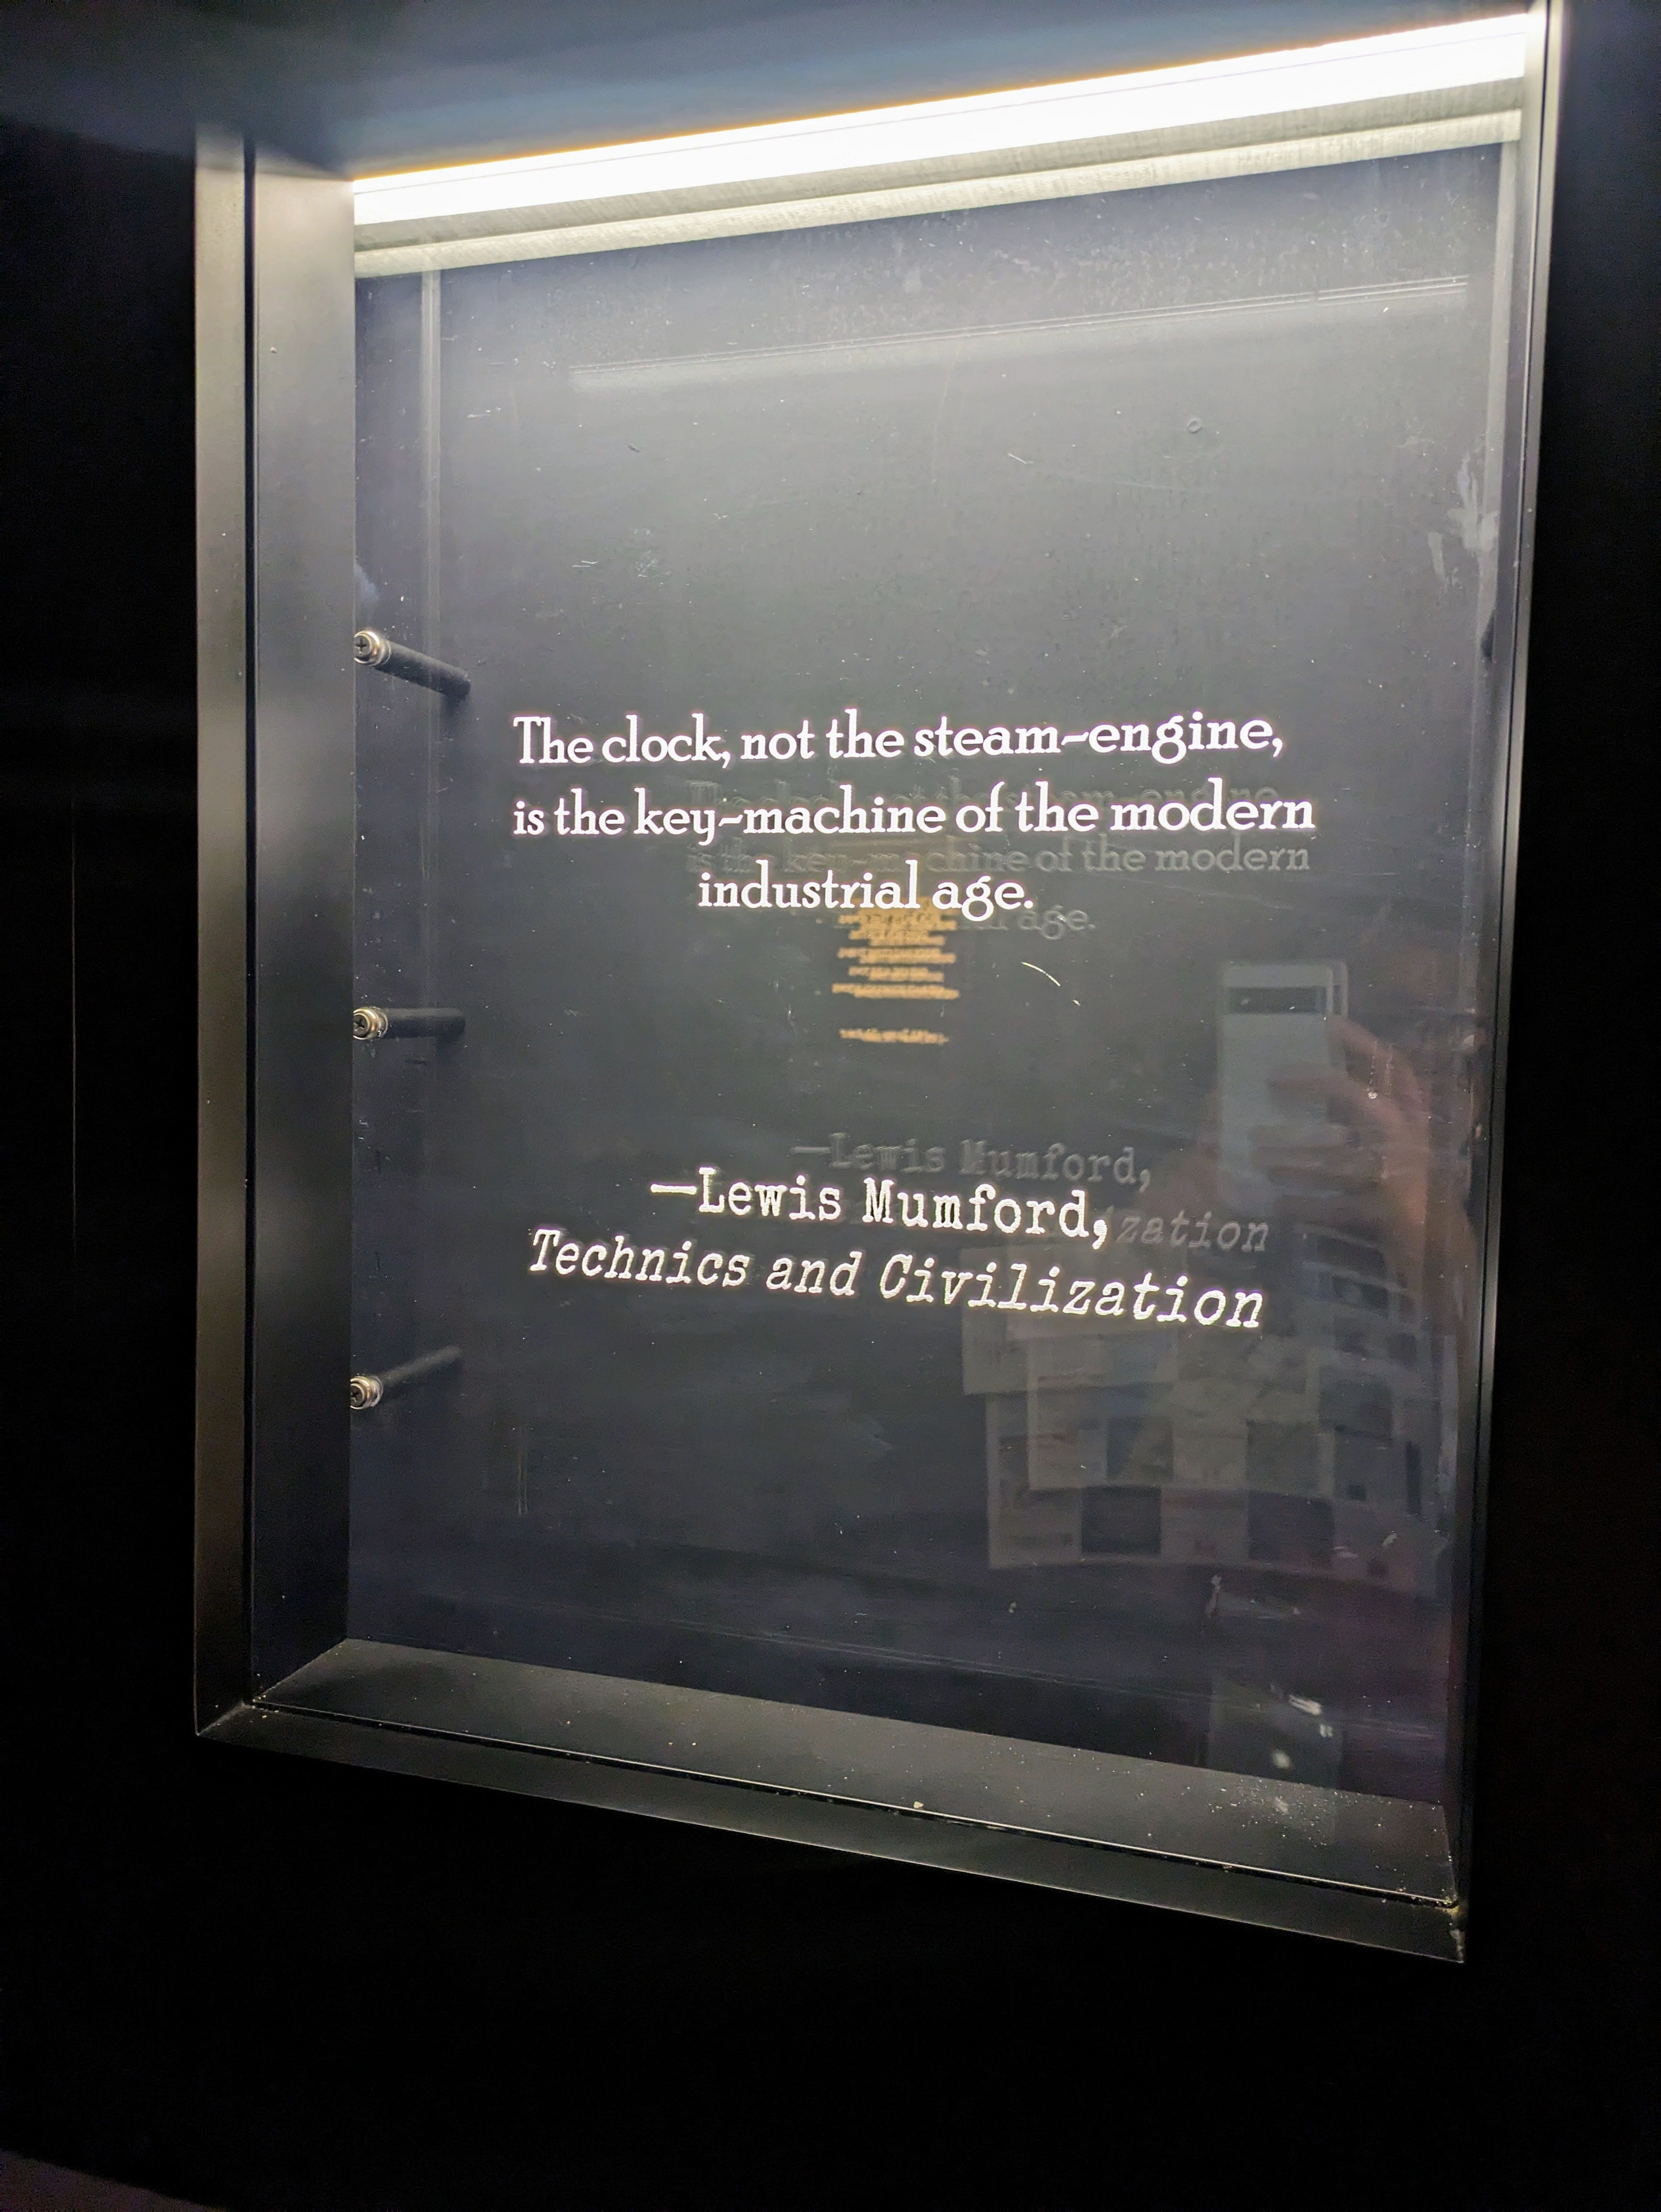 The clock, not the steam-engine,
is the key-machine of the modern
industrial age.
—Lewis Mumford,
Technics and Civilization